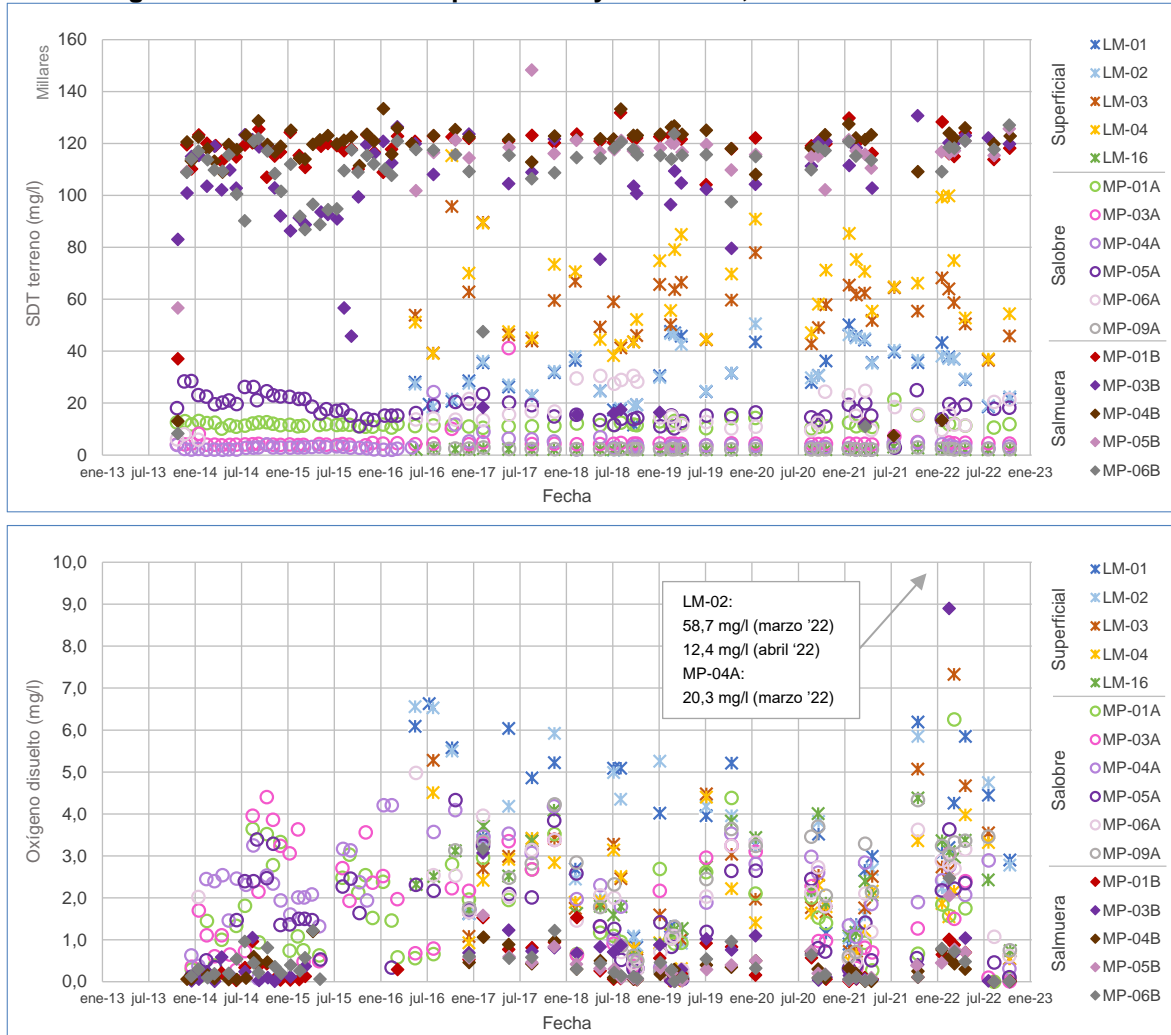 160
140
120
100
80
60
40
20
0
Millares
SDT terreno (mg/l)
ene-13 jul-13 ene-14 jul-14 ene-15 jul-15 ene-16 jul-16 ene-17 jul-17 ene-18 jul-18 ene-19 jul-19 ene-20 jul-20 ene-21 jul-21 ene-22 jul-22 ene-23
Fecha
Superficial
LM-01
LM-02
LM-03
LM-04
LM-16
Salobre
MP-01A
MP-03A
MP-04A
MP-05A
MP-06A
MP-09A
Salmuera
MP-01B
MP-03B
MP-04B
MP-05B
MP-06B
10,0
9,0
8,0
7,0
6,0
5,0
4,0
3,0
2,0
1,0
0,0
Oxígeno disuelto (mg/l)
LM-02:
58,7 mg/l (marzo '22)
12,4 mg/l (abril ‘22)
MP-04A:
20,3 mg/l (marzo ’22)
ene-13 jul-13 ene-14 jul-14 ene-15 jul-15 ene-16 jul-16 ene-17 jul-17 ene-18 jul-18 ene-19 jul-19 ene-20 jul-20 ene-21 jul-21 ene-22 jul-22 ene-23
Fecha
Superficial
LM-01
LM-02
LM-03
LM-04
LM-16
Salobre
MP-01A
MP-03A
MP-04A
MP-05A
MP-06A
MP-09A
Salmuera
MP-01B
MP-03B
MP-04B
MP-05B
MP-06B